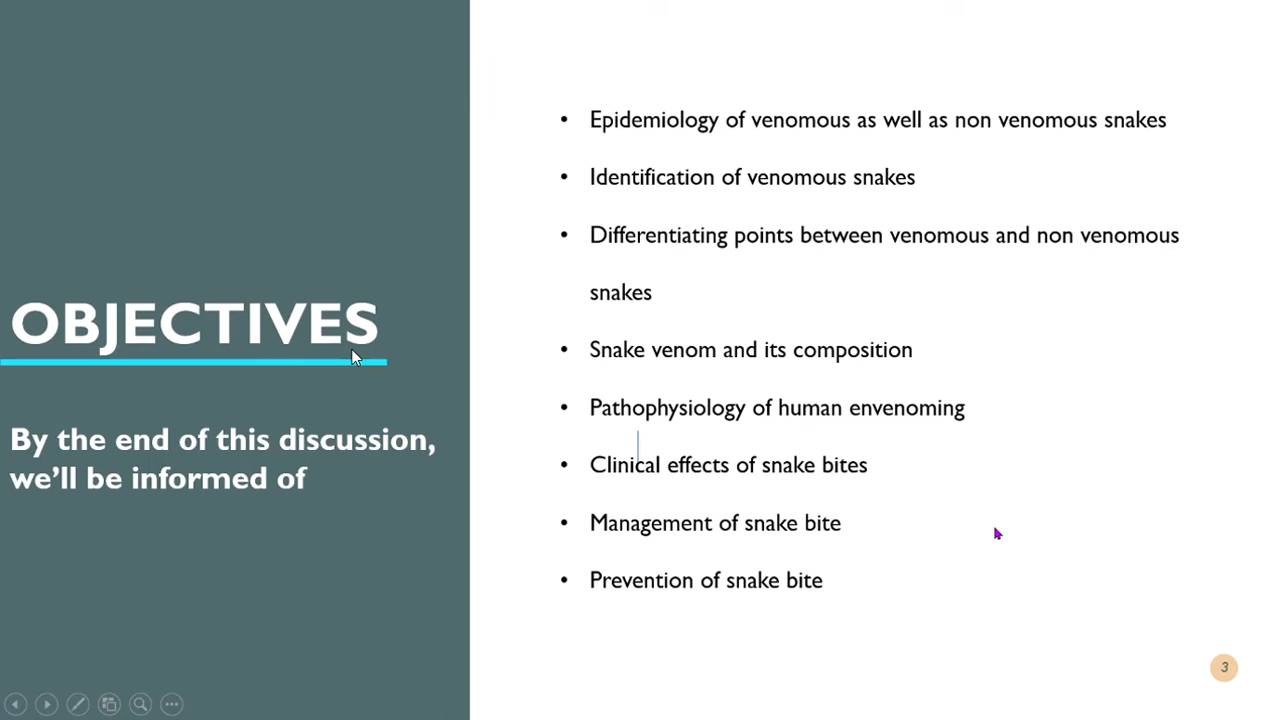 OBJECTIVES
By the end of this discussion,
we'll be informed of
• Epidemiology of venomous as well as non venomous snakes
• Identification of venomous snakes
• Differentiating points between venomous and non venomous
snakes
• Snake venom and its composition
• Pathophysiology of human envenoming
• Clinical effects of snake bites
• Management of snake bite
• Prevention of snake bite
3